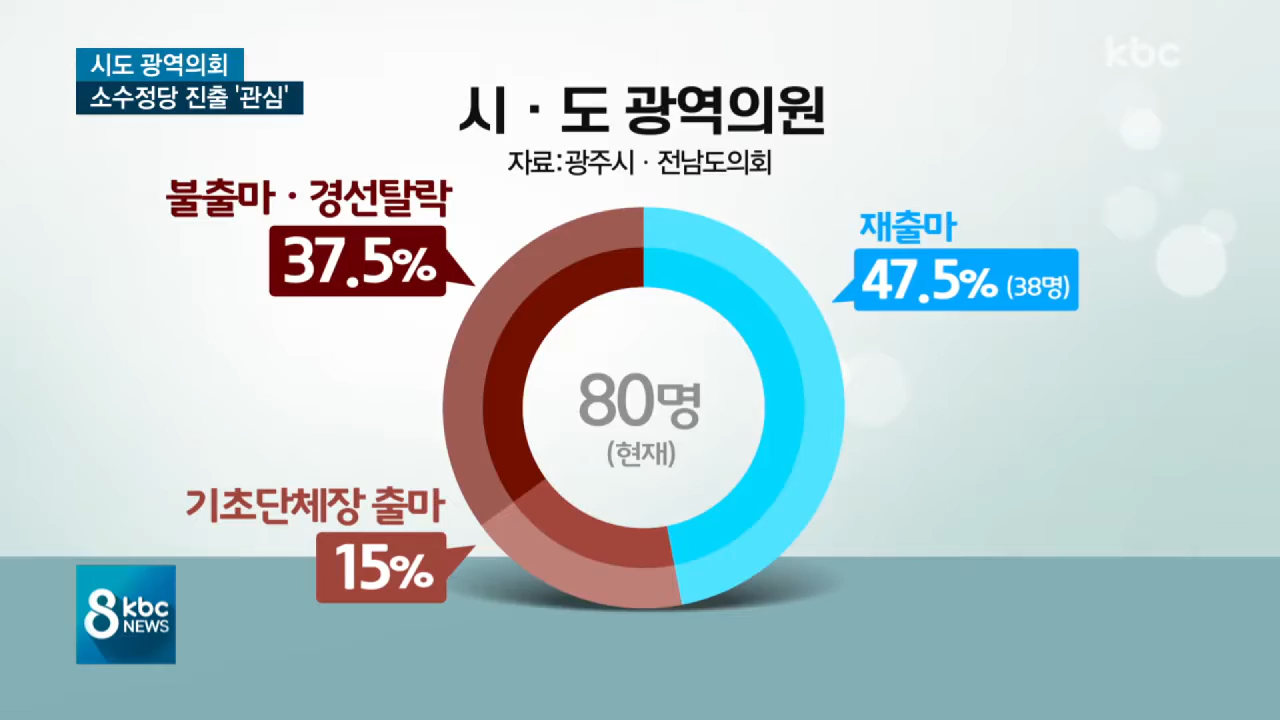 kbc
시도 광역의회
소수정당 진출 '관심'
시 · 도 광역의원
자료:광주시 · 전남도의회
불출마 · 경선탈락
37.5%
재출마
47.5% (38명)
80명
(현재)
기초단체장 출마
15%
8 kbc
NEWS